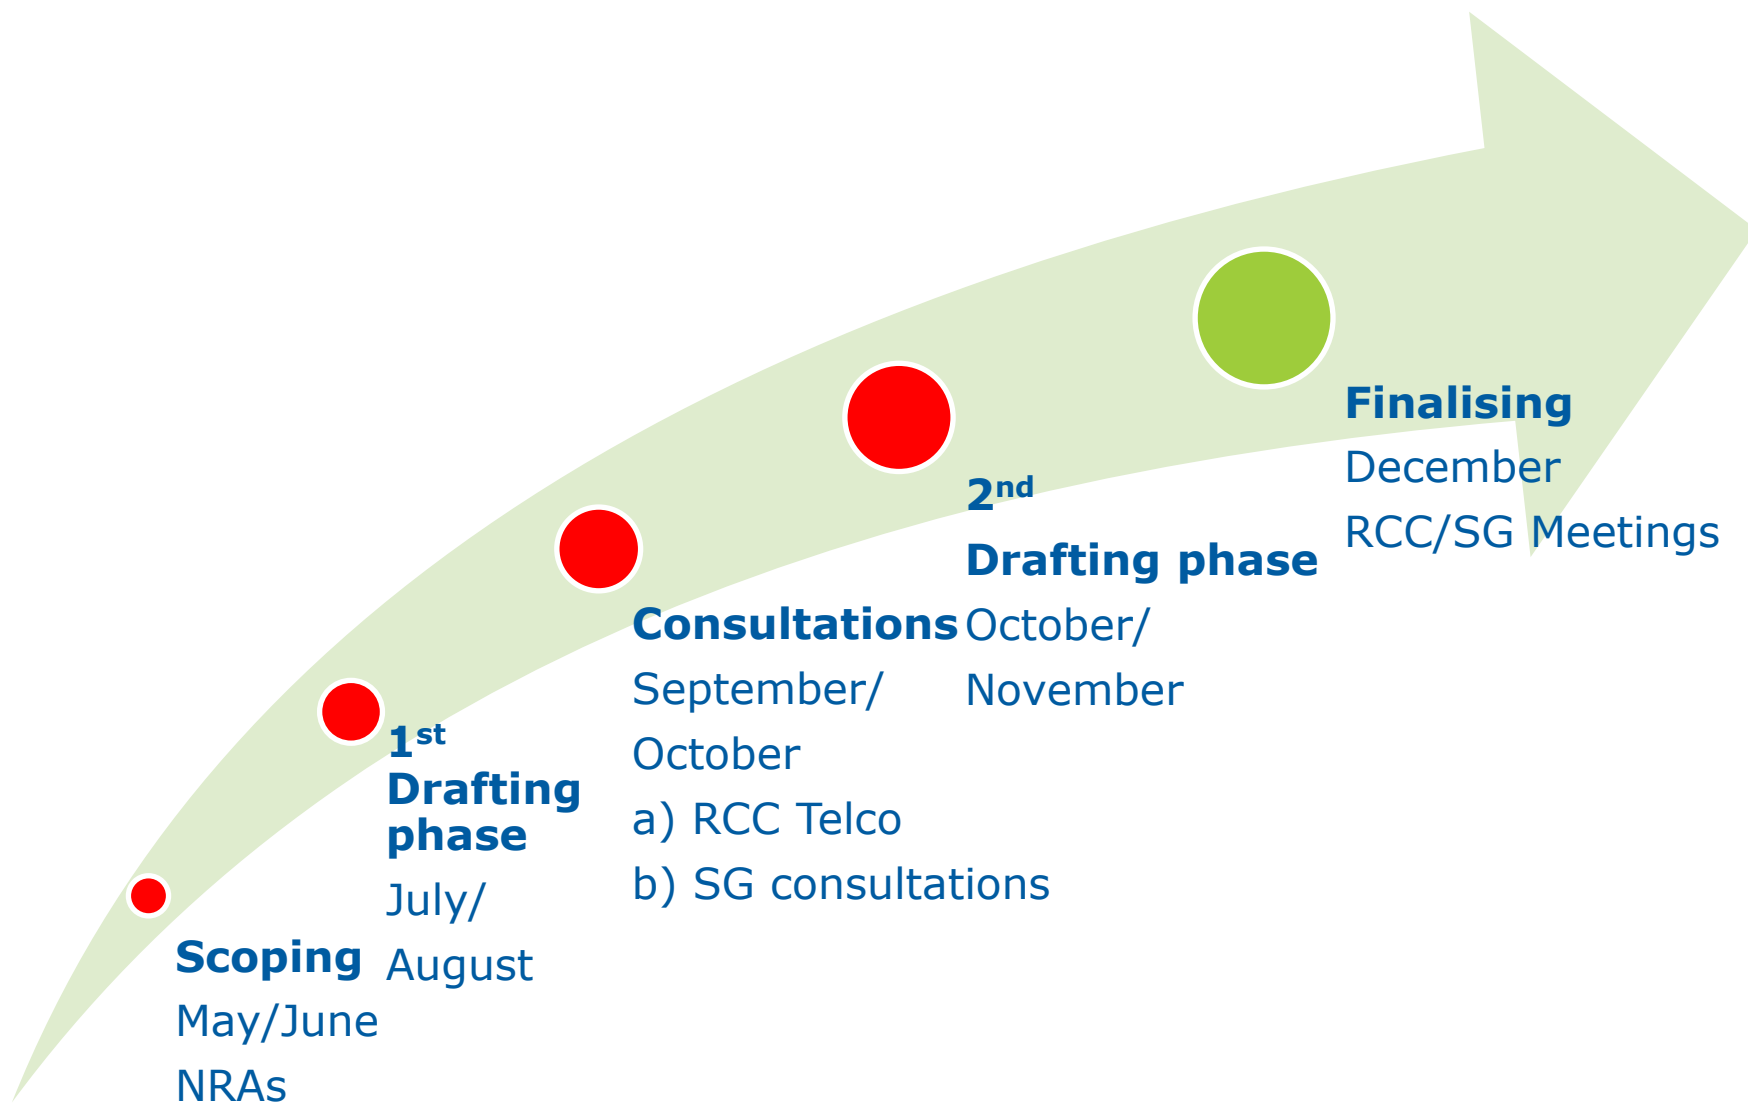 Scoping
May/June
NRAs
1st
Drafting
phase
July/
August
Consultations
September/
October
a) RCC Telco
b) SG consultations
2nd
Drafting phase
October/
November
Finalising
December
RCC/SG Meetings